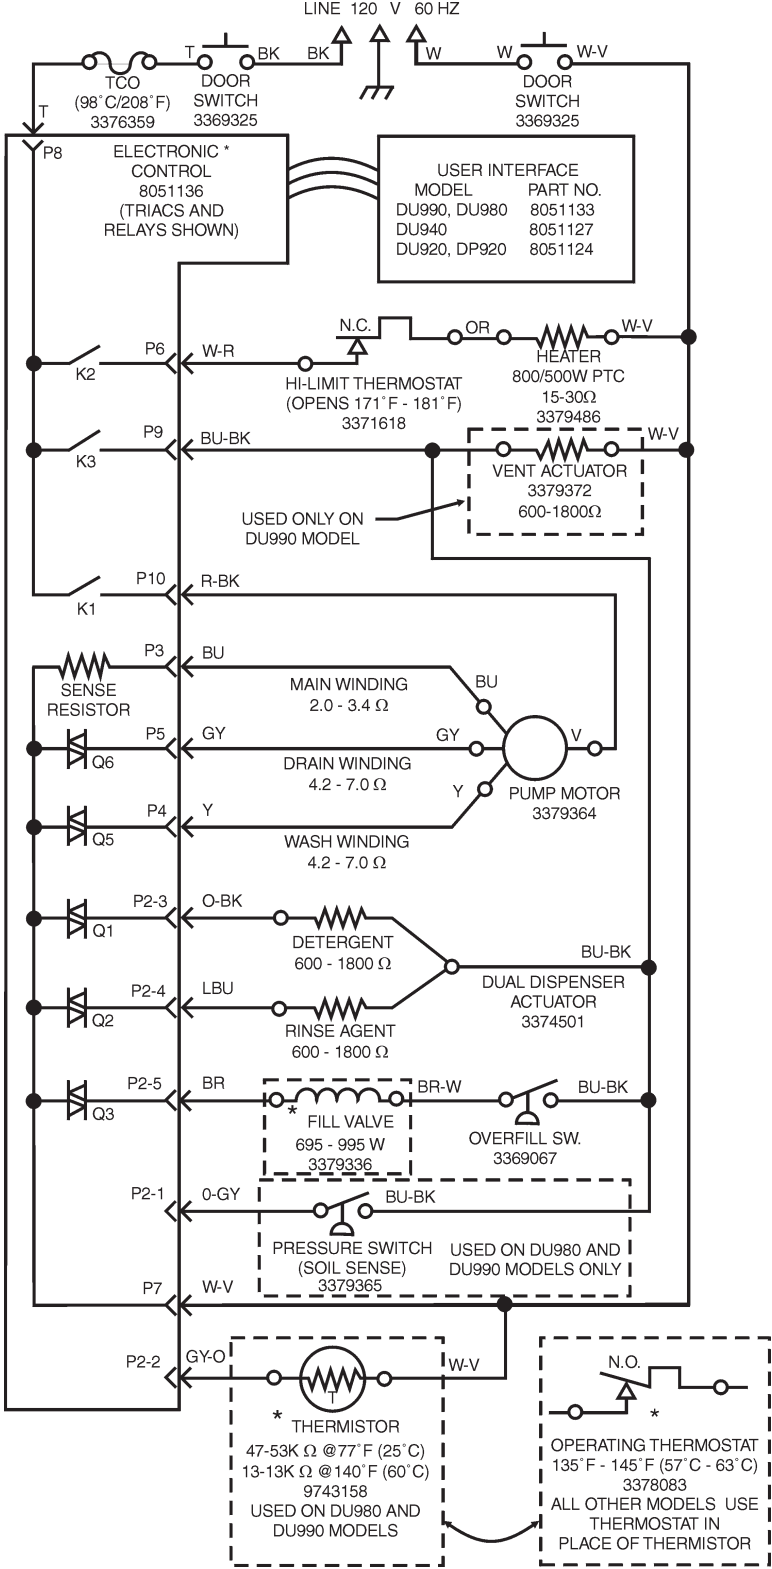 LINE 120 V 60 HZ
T BK BK W W W-V
TCO
(98°C/208°F)
3376359
DOOR
SWITCH
3369325
DOOR
SWITCH
3369325
T
P8
ELECTRONIC *
CONTROL
8051136
(TRIACS AND
RELAYS SHOWN)
USER INTERFACE
MODEL PART NO.
DU990, DU980 8051133
DU940 8051127
DU920, DP920 8051124
N.C. OR W-V
P6 W-R
K2
HI-LIMIT THERMOSTAT
(OPENS 171°F - 181°F)
3371618
HEATER
800/500W PTC
15-30Ω
3379486
P9 BU-BK W-V
K3
VENT ACTUATOR
3379372
600-1800Ω
USED ONLY ON
DU990 MODEL
P10 R-BK
K1
P3 BU
SENSE
RESISTOR
MAIN WINDING
2.0 - 3.4 Ω
BU
P5 GY GY V
Q6
DRAIN WINDING
4.2 - 7.0 Ω
Y
PUMP MOTOR
3379364
P4 Y
Q5
WASH WINDING
4.2 - 7.0 Ω
P2-3 O-BK
Q1
DETERGENT
600 - 1800 Ω
BU-BK
DUAL DISPENSER
ACTUATOR
3374501
P2-4 LBU
Q2
RINSE AGENT
600 - 1800 Ω
P2-5 BR BR-W BU-BK
Q3
*
FILL VALVE
695 - 995 W
3379336
OVERFILL SW.
3369067
P2-1 0-GY BU-BK
PRESSURE SWITCH
(SOIL SENSE)
3379365
USED ON DU980 AND
DU990 MODELS ONLY
P7 W-V
P2-2 GY-O W-V
T
* THERMISTOR
47-53K Ω @77°F (25°C)
13-13K Ω @140°F (60°C)
9743158
USED ON DU980 AND
DU990 MODELS
N.O.
*
OPERATING THERMOSTAT
135°F - 145°F (57°C - 63°C)
3378083
ALL OTHER MODELS USE
THERMOSTAT IN
PLACE OF THERMISTOR